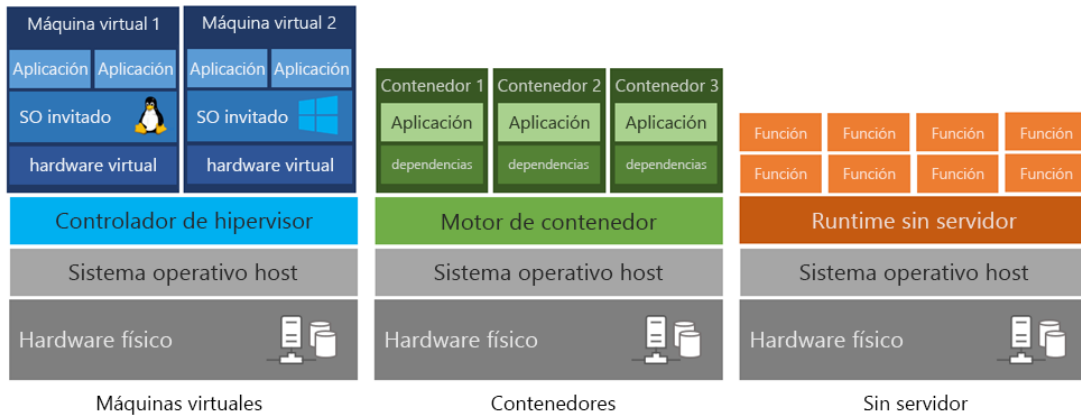 Máquina virtual 1
Aplicación
Aplicación
SO invitado
hardware virtual
Máquina virtual 2
Aplicación
Aplicación
SO invitado
hardware virtual
Controlador de hipervisor
Sistema operativo host
Hardware físico
Máquinas virtuales
Contenedor 1
Aplicación
dependencias
Contenedor 2
Aplicación
dependencias
Contenedor 3
Aplicación
dependencias
Motor de contenedor
Sistema operativo host
Hardware físico
Contenedores
Función
Función
Función
Función
Función
Función
Función
Función
Runtime sin servidor
Sistema operativo host
Hardware físico
Sin servidor